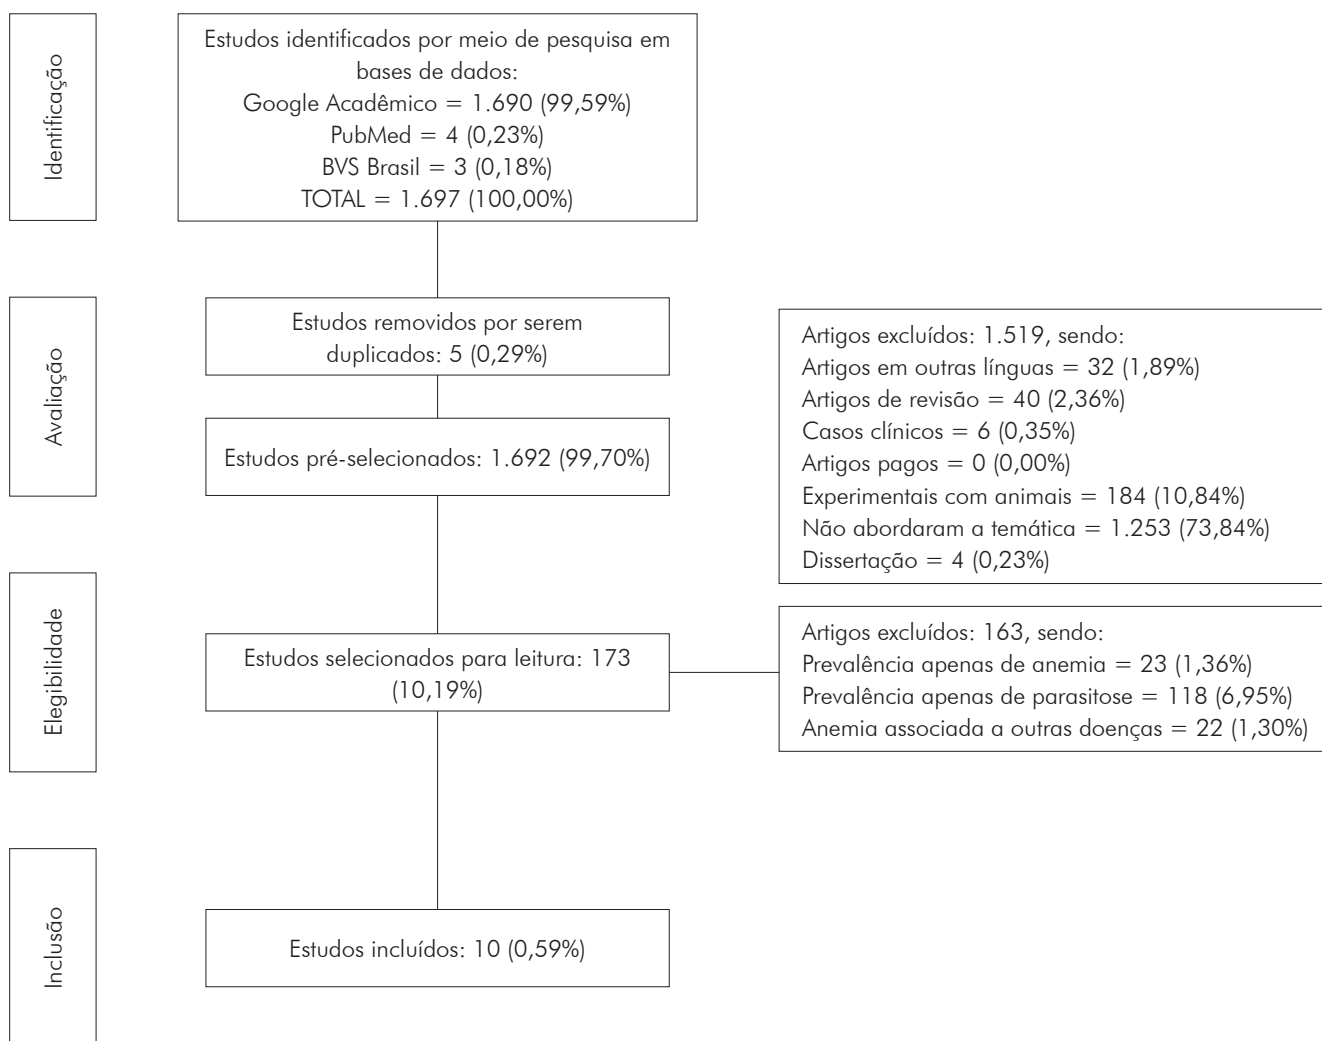 Identificação
Estudos identificados por meio de pesquisa em
bases de dados:
Google Acadêmico = 1.690 (99,59%)
PubMed = 4 (0,23%)
BVS Brasil = 3 (0,18%)
TOTAL = 1.697 (100,00%)
Avaliação
Estudos removidos por serem
duplicados: 5 (0,29%)
Estudos pré-selecionados: 1.692 (99,70%)
Artigos excluídos: 1.519, sendo:
Artigos em outras línguas = 32 (1,89%)
Artigos de revisão = 40 (2,36%)
Casos clínicos = 6 (0,35%)
Artigos pagos = 0 (0,00%)
Experimentais com animais = 184 (10,84%)
Não abordaram a temática = 1.253 (73,84%)
Dissertação = 4 (0,23%)
Elegibilidade
Estudos selecionados para leitura: 173
(10,19%)
Artigos excluídos: 163, sendo:
Prevalência apenas de anemia = 23 (1,36%)
Prevalência apenas de parasitose = 118 (6,95%)
Anemia associada a outras doenças = 22 (1,30%)
Inclusão
Estudos incluídos: 10 (0,59%)